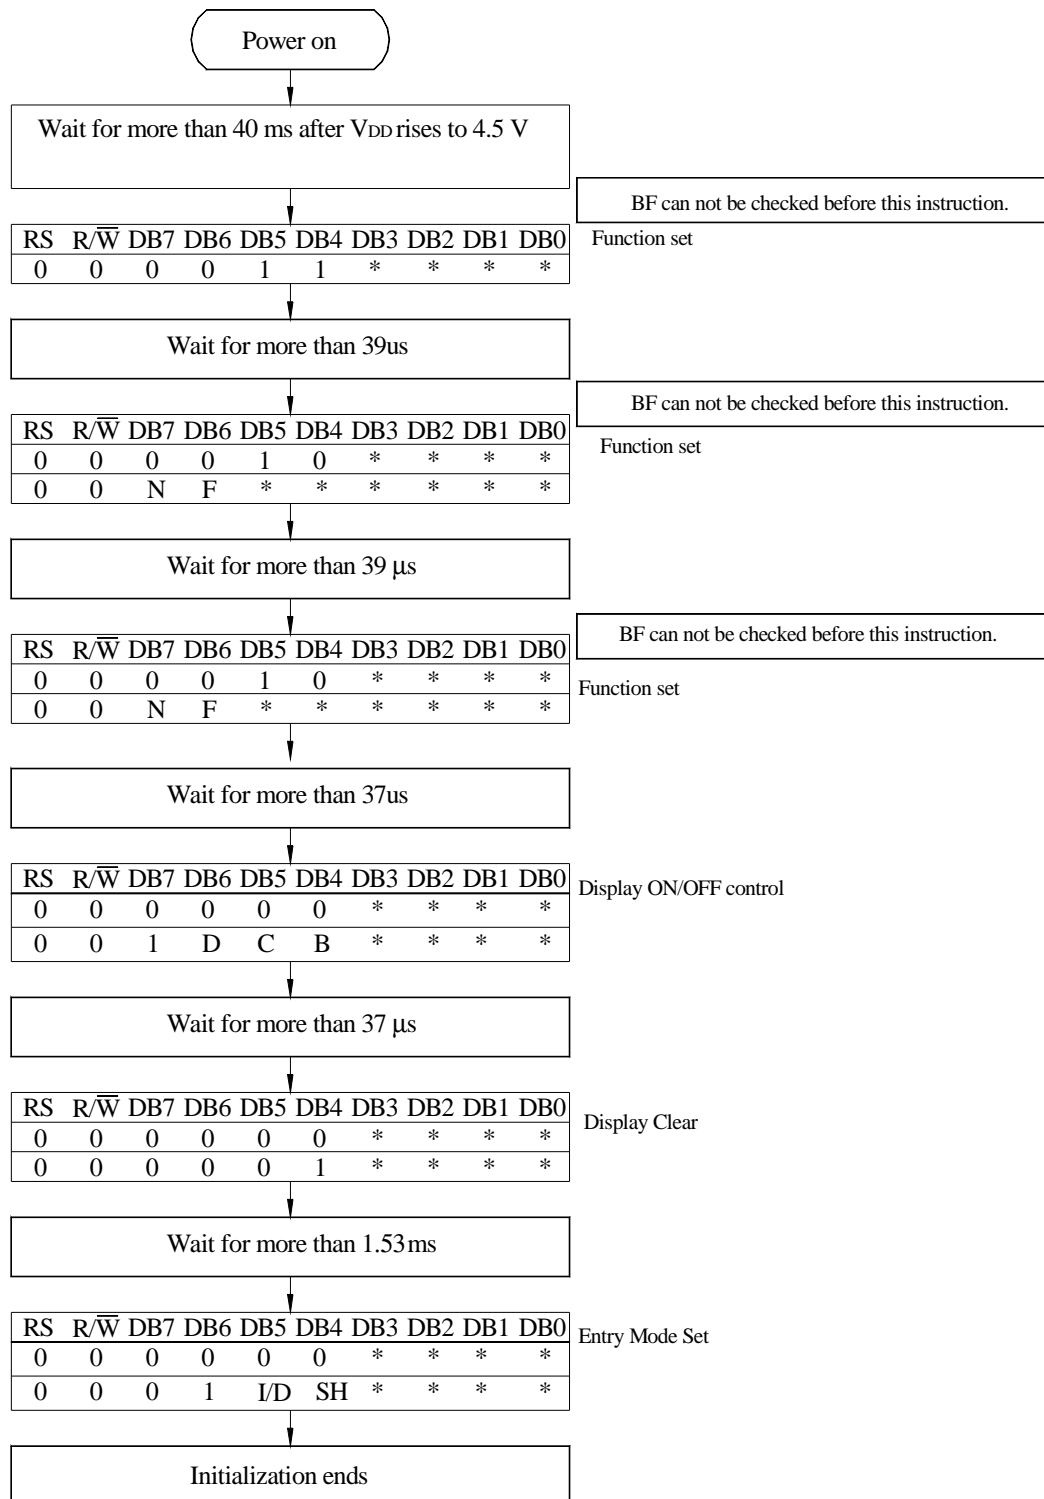 Power on
Wait for more than 40 ms after VDD rises to 4.5 V
BF can not be checked before this instruction.
RS R/W̅ DB7 DB6 DB5 DB4 DB3 DB2 DB1 DB0
Function set
0 0 0 0 1 1 * * * *
Wait for more than 39us
BF can not be checked before this instruction.
RS R/W̅ DB7 DB6 DB5 DB4 DB3 DB2 DB1 DB0
Function set
0 0 0 0 1 0 * * * *
0 0 N F * * * * * *
Wait for more than 39 μs
BF can not be checked before this instruction.
RS R/W̅ DB7 DB6 DB5 DB4 DB3 DB2 DB1 DB0
0 0 0 0 1 0 * * * *
Function set
0 0 N F * * * * * *
Wait for more than 37us
RS R/W̅ DB7 DB6 DB5 DB4 DB3 DB2 DB1 DB0
Display ON/OFF control
0 0 0 0 0 0 * * * *
0 0 1 D C B * * * *
Wait for more than 37 μs
RS R/W̅ DB7 DB6 DB5 DB4 DB3 DB2 DB1 DB0
Display Clear
0 0 0 0 0 0 * * * *
0 0 0 0 0 1 * * * *
Wait for more than 1.53ms
RS R/W̅ DB7 DB6 DB5 DB4 DB3 DB2 DB1 DB0
Entry Mode Set
0 0 0 0 0 0 * * * *
0 0 0 1 I/D SH * * * *
Initialization ends